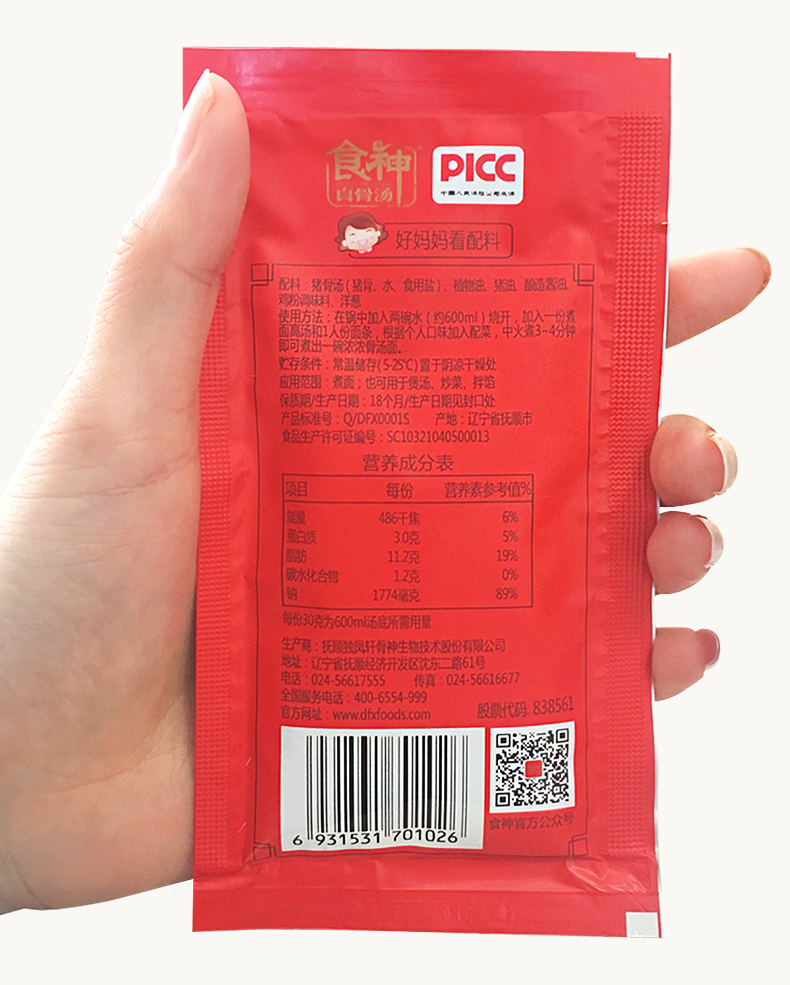 食神
白骨汤
PICC
中国人民保险公司承保
好妈妈看配料
配料：猪骨汤（猪骨、水、食用盐）、植物油、猪油、酿造酱油、
鸡粉调味料、洋葱
使用方法：在锅中加入两碗水（约600ml）烧开，加入一份煮
面高汤和1人份面条，根据个人口味加入配菜，中火煮3~4分钟
即可煮出一碗浓浓骨汤面。
贮存条件：常温储存(5-25℃)置于阴凉干燥处
应用范围：煮面；也可用于煲汤、炒菜、拌馅
保质期/生产日期：18个月/生产日期见封口处
产品标准号：Q/DFX0001S 产地：辽宁省抚顺市
食品生产许可证编号：SC10321040500013
营养成分表
项目 每份 营养素参考值%
能量 486千焦 6%
蛋白质 3.0克 5%
脂肪 11.2克 19%
碳水化合物 1.2克 0%
钠 1774毫克 89%
每份30克为600ml汤底所需用量
生产商：抚顺独凤轩骨神生物技术股份有限公司
地址：辽宁省抚顺经济开发区沈东二路61号
电话：024-56617555 传真：024-56616677
全国服务电话：400-6554-999
官方网址：www.dfxfoods.com
股票代码: 838561
6 931531 701026
食神官方公众号